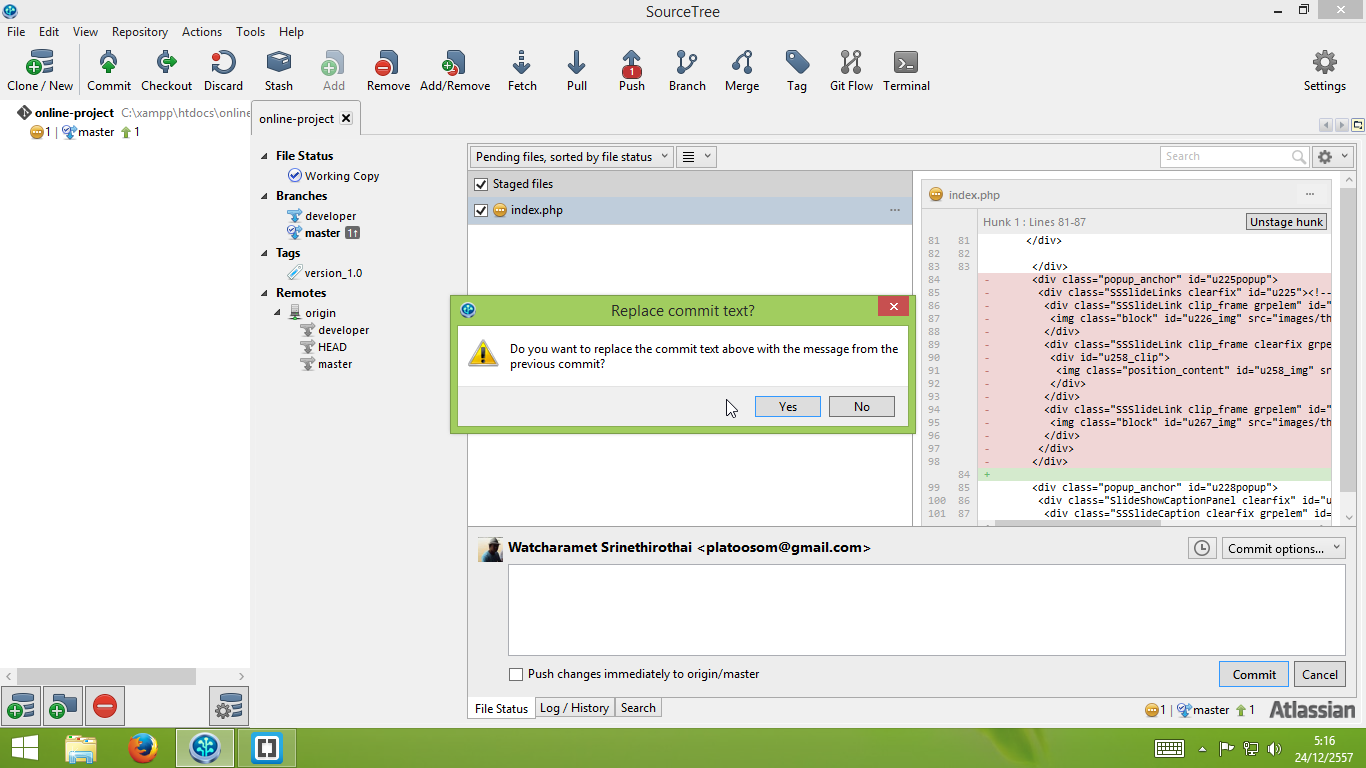 SourceTree
File Edit View Repository Actions Tools Help
Clone / New Commit Checkout Discard Stash Add Remove Add/Remove Fetch Pull 1 Push Branch Merge Tag Git Flow Terminal Settings
online-project C:\xampp\htdocs\online
1 | master 1
online-project
File Status
Working Copy
Branches
developer
master 1↑
Tags
version_1.0
Remotes
origin
developer
HEAD
master
Pending files, sorted by file status
Search
Staged files
index.php
index.php
Hunk 1 : Lines 81-87
Unstage hunk
81 81 </div>
82 82
83 83 </div>
84 - <div class="popup_anchor" id="u225popup">
85 - <div class="SSSlideLinks clearfix" id="u225"><!--
86 - <div class="SSSlideLink clip_frame grpelem" id="
87 - <img class="block" id="u226_img" src="images/th
88 - </div>
89 - <div class="SSSlideLink clip_frame clearfix grpe
90 - <div id="u258_clip">
91 - <img class="position_content" id="u258_img" sr
92 - </div>
93 - </div>
94 - <div class="SSSlideLink clip_frame grpelem" id="
95 - <img class="block" id="u267_img" src="images/th
96 - </div>
97 - </div>
98 - </div>
84 +
99 85 <div class="popup_anchor" id="u228popup">
100 86 <div class="SlideShowCaptionPanel clearfix" id="u
101 87 <div class="SSSlideCaption clearfix grpelem" id=
Replace commit text?
Do you want to replace the commit text above with the message from the
previous commit?
Yes No
Watcharamet Srinethirothai <platoosom@gmail.com>
Commit options...
Push changes immediately to origin/master
Commit Cancel
File Status Log / History Search
1 | master 1 Atlassian
5:16
24/12/2557